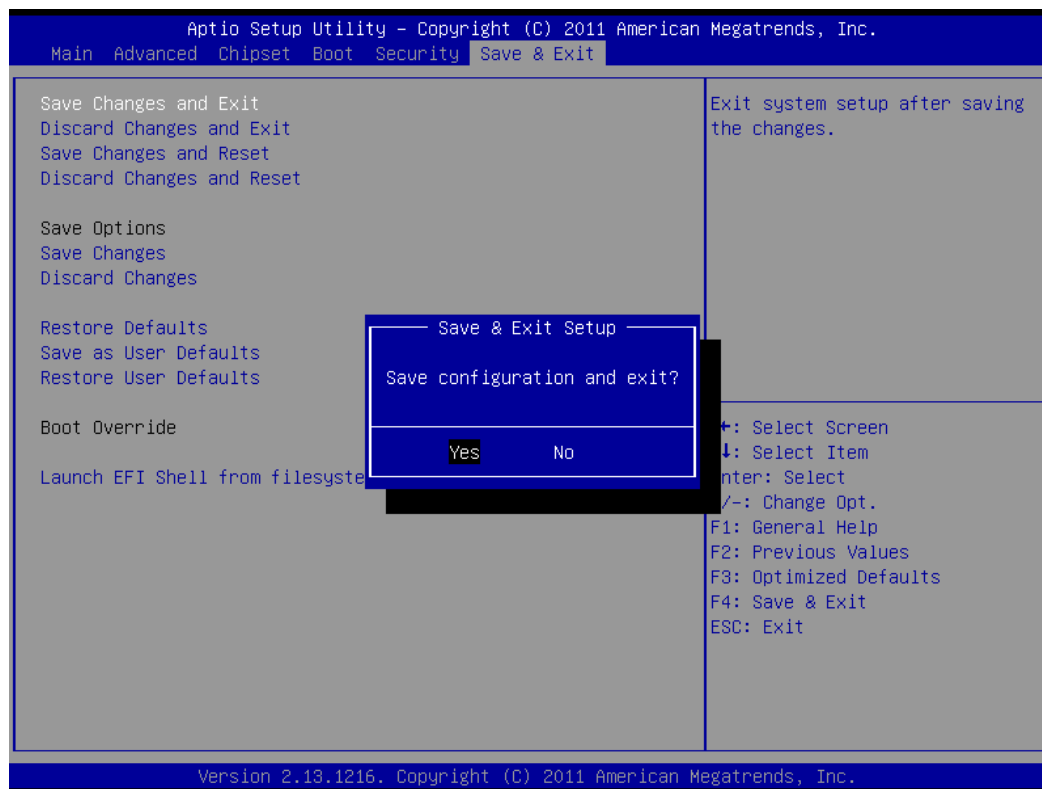 Aptio Setup Utility – Copyright (C) 2011 American Megatrends, Inc.
Main Advanced Chipset Boot Security Save & Exit
Save Changes and Exit
Discard Changes and Exit
Save Changes and Reset
Discard Changes and Reset
Save Options
Save Changes
Discard Changes
Restore Defaults
Save as User Defaults
Restore User Defaults
Boot Override
Launch EFI Shell from filesyste
Save & Exit Setup
Save configuration and exit?
Yes No
Exit system setup after saving
the changes.
: Select Screen
: Select Item
nter: Select
/-: Change Opt.
F1: General Help
F2: Previous Values
F3: Optimized Defaults
F4: Save & Exit
ESC: Exit
Version 2.13.1216. Copyright (C) 2011 American Megatrends, Inc.